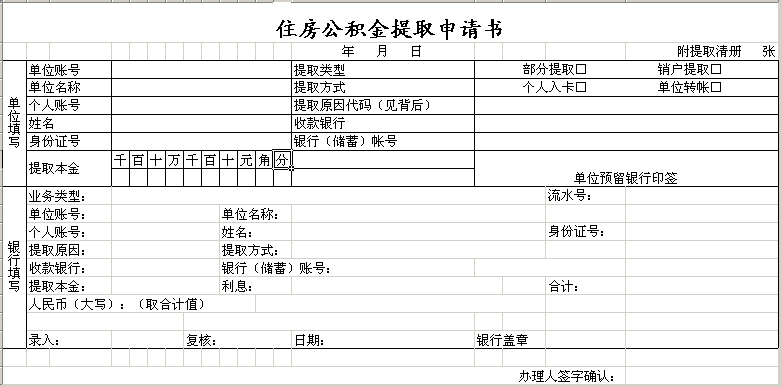 住房公积金提取申请书
年 月 日 附提取清册 张
单位填写
单位账号 提取类型 部分提取□ 销户提取□
单位名称 提取方式 个人入卡□ 单位转帐□
个人账号 提取原因代码（见背后）
姓名 收款银行
身份证号 银行（储蓄）帐号
提取本金 千 百 十 万 千 百 十 元 角 分
单位预留银行印签
银行填写
业务类型： 流水号：
单位账号： 单位名称：
个人账号： 姓名： 身份证号：
提取原因： 提取方式：
收款银行： 银行（储蓄）账号：
提取本金： 利息： 合计：
人民币（大写）：（取合计值）
录入： 复核： 日期： 银行盖章
办理人签字确认：